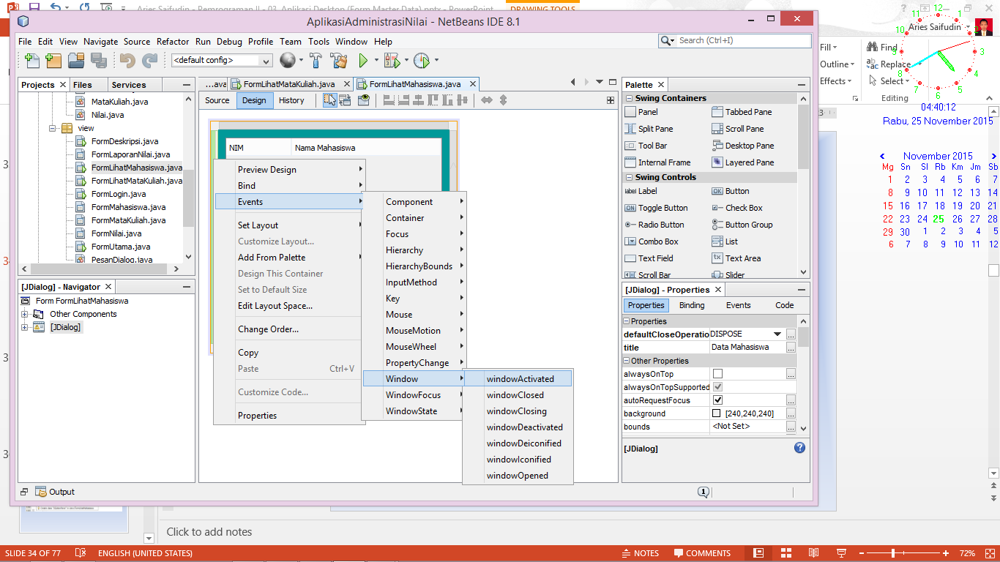 Aries Saifudin - Pemrograman II - 03. Aplikasi Desktop (Form Master Data).pptx - PowerPoint
DRAWING TOOLS
AplikasiAdministrasiNilai - NetBeans IDE 8.1
File Edit View Navigate Source Refactor Run Debug Profile Team Tools Window Help
Search (Ctrl+I)
<default config>
Projects Files Services
MataKuliah.java
Nilai.java
view
FormDeskripsi.java
FormLaporanNilai.java
FormLihatMahasiswa.java
FormLihatMataKuliah.java
FormLogin.java
FormMahasiswa.java
FormMataKuliah.java
FormNilai.java
FormUtama.java
PesanDialog.java
[JDialog] - Navigator
Form FormLihatMahasiswa
Other Components
[JDialog]
Output
...ava FormLihatMataKuliah.java FormLihatMahasiswa.java
Source Design History
NIM Nama Mahasiswa
Preview Design
Bind
Events
Set Layout
Customize Layout...
Add From Palette
Design This Container
Set to Default Size
Edit Layout Space...
Change Order...
Copy
Paste Ctrl+V
Customize Code...
Properties
Component
Container
Focus
Hierarchy
HierarchyBounds
InputMethod
Key
Mouse
MouseMotion
MouseWheel
PropertyChange
Window
WindowFocus
WindowState
windowActivated
windowClosed
windowClosing
windowDeactivated
windowDeiconified
windowIconified
windowOpened
Palette
Swing Containers
Panel Tabbed Pane
Split Pane Scroll Pane
Tool Bar Desktop Pane
Internal Frame Layered Pane
Swing Controls
Label Button
Toggle Button Check Box
Radio Button Button Group
Combo Box List
Text Field Text Area
Scroll Bar Slider
[JDialog] - Properties
Properties Binding Events Code
Properties
defaultCloseOperatio DISPOSE
title Data Mahasiswa
Other Properties
alwaysOnTop
alwaysOnTopSupported
autoRequestFocus
background [240,240,240]
bounds <Not Set>
[JDialog]
Aries Saifudin
Fill
Outline
Effects
Find
Replace
Select
Editing
12 1 2 3 4 5 6 7 8 9 10 11
04:40:12
Rabu, 25 November 2015
November 2015
Mg Sn Sl Rb Km Jm Sb
1 2 3 4 5 6 7
8 9 10 11 12 13 14
15 16 17 18 19 20 21
22 23 24 25 26 27 28
29 30 1 2 3 4 5
6 7 8 9 10 11 12
Click to add notes
SLIDE 34 OF 77 ENGLISH (UNITED STATES) NOTES COMMENTS 72%